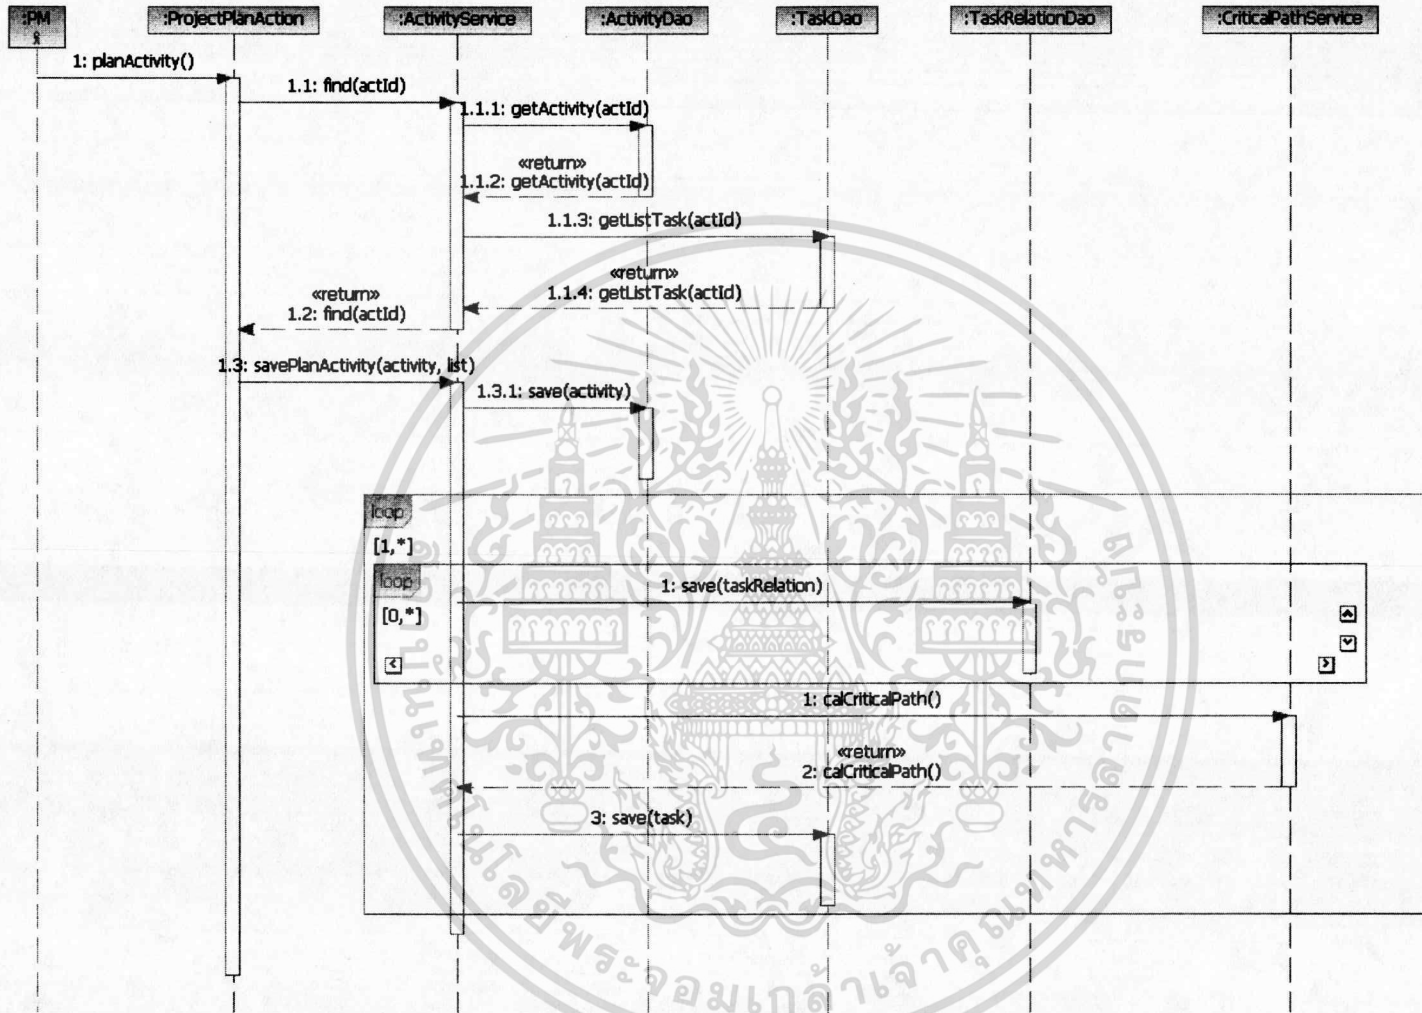 :PM
:ProjectPlanAction
:ActivityService
:ActivityDao
:TaskDao
:TaskRelationDao
:CriticalPathService
1: planActivity()
1.1: find(actId)
1.1.1: getActivity(actId)
«return»
1.1.2: getActivity(actId)
1.1.3: getListTask(actId)
«return»
1.1.4: getListTask(actId)
«return»
1.2: find(actId)
1.3: savePlanActivity(activity, list)
1.3.1: save(activity)
loop
[1,*]
loop
[0,*]
1: save(taskRelation)
1: calCriticalPath()
«return»
2: calCriticalPath()
3: save(task)